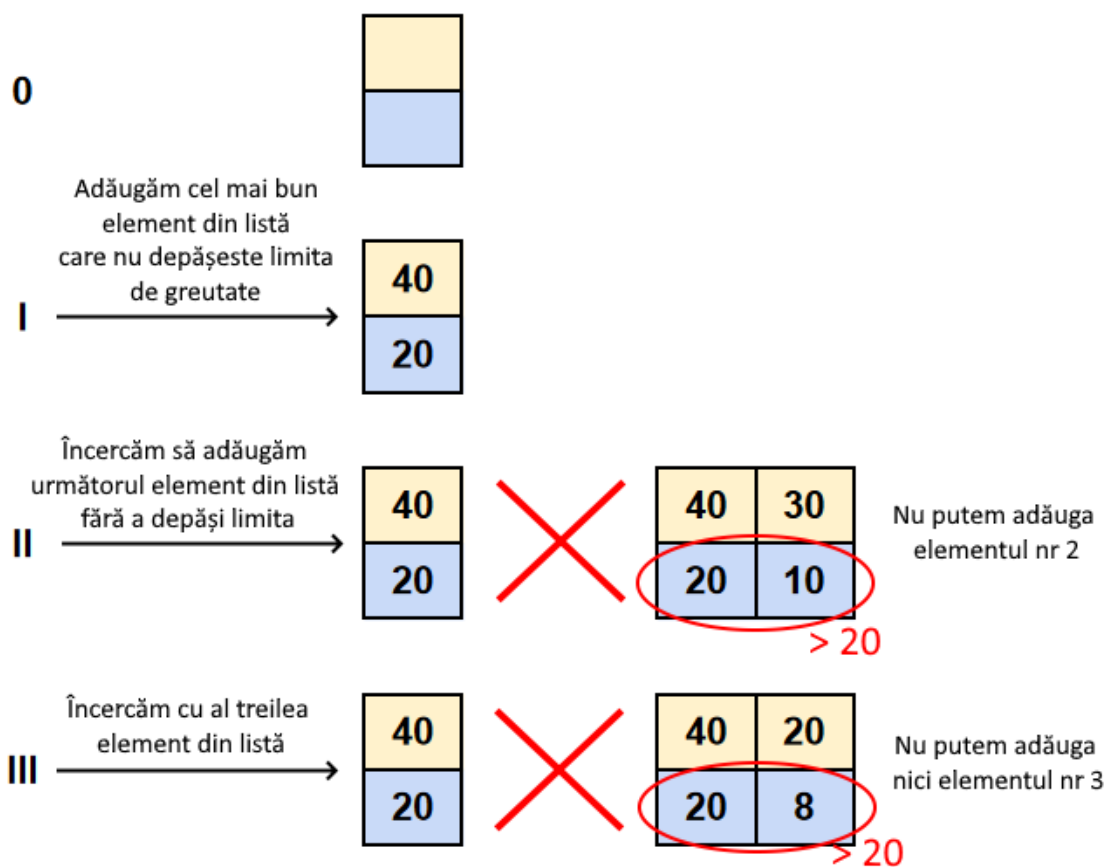 0
Adăugăm cel mai bun
element din listă
care nu depășește limita
de greutate
I
40
20
Încercăm să adăugăm
următorul element din listă
fără a depăși limita
II
40
20
40 30
20 10
> 20
Nu putem adăuga
elementul nr 2
Încercăm cu al treilea
element din listă
III
40
20
40 20
20 8
> 20
Nu putem adăuga
nici elementul nr 3